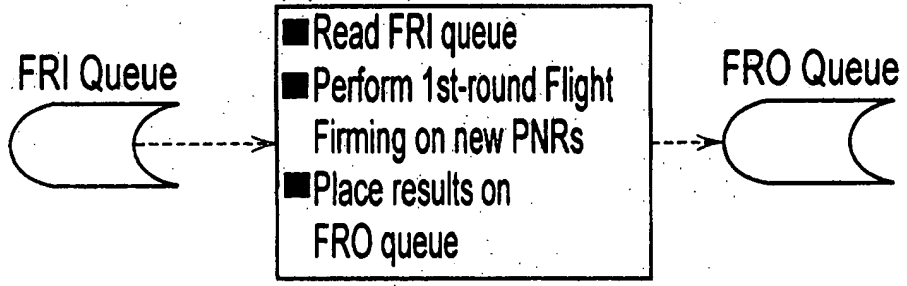 FRI Queue
■ Read FRI queue
■ Perform 1st-round Flight
Firming on new PNRs
■ Place results on
FRO queue
FRO Queue